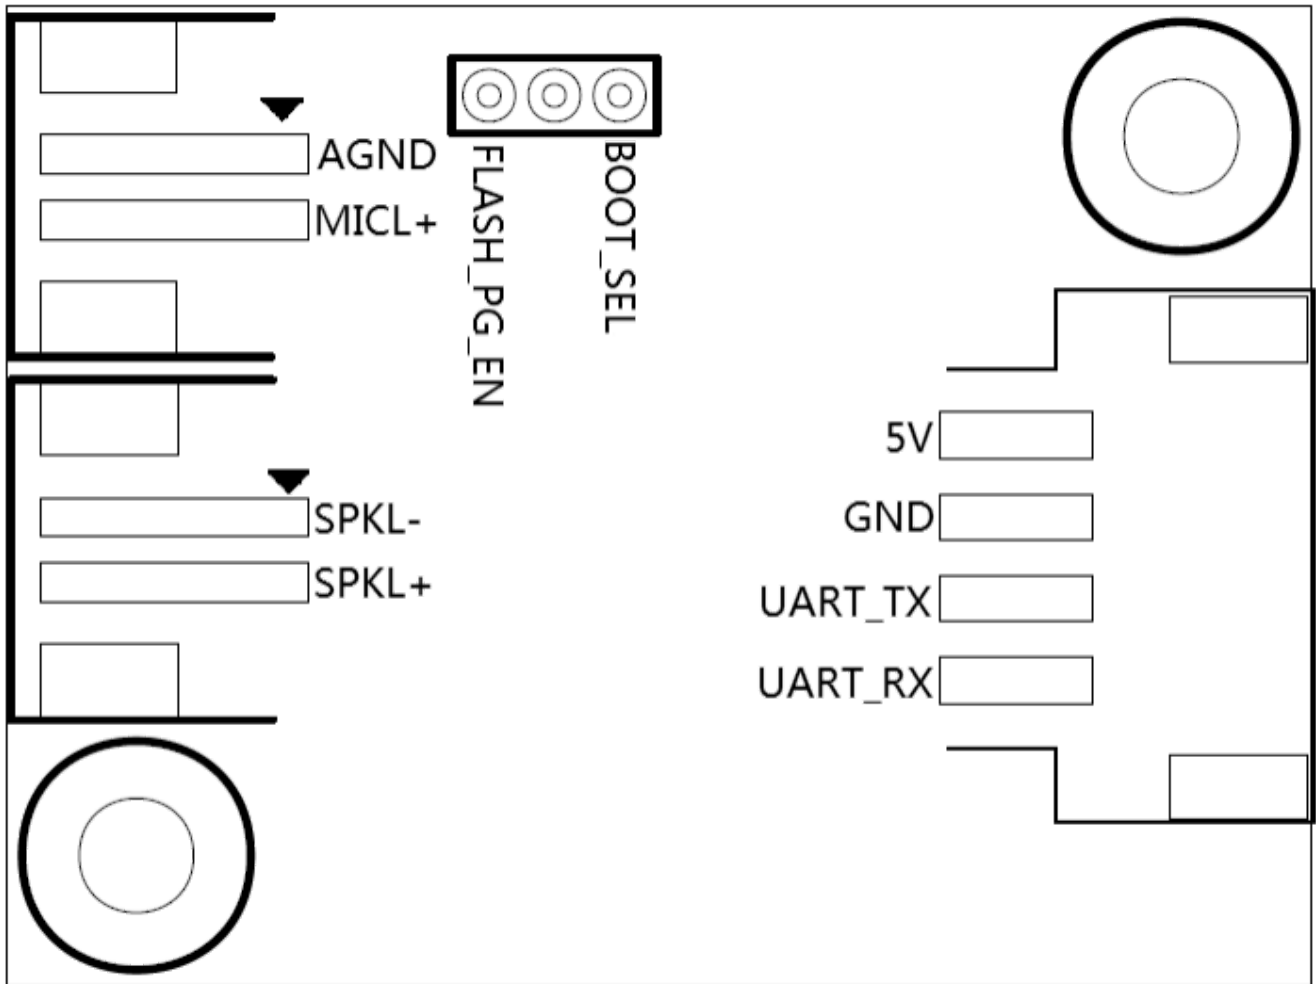 AGND
MICL+
FLASH_PG_EN
BOOT_SEL
SPKL-
SPKL+
5V
GND
UART_TX
UART_RX